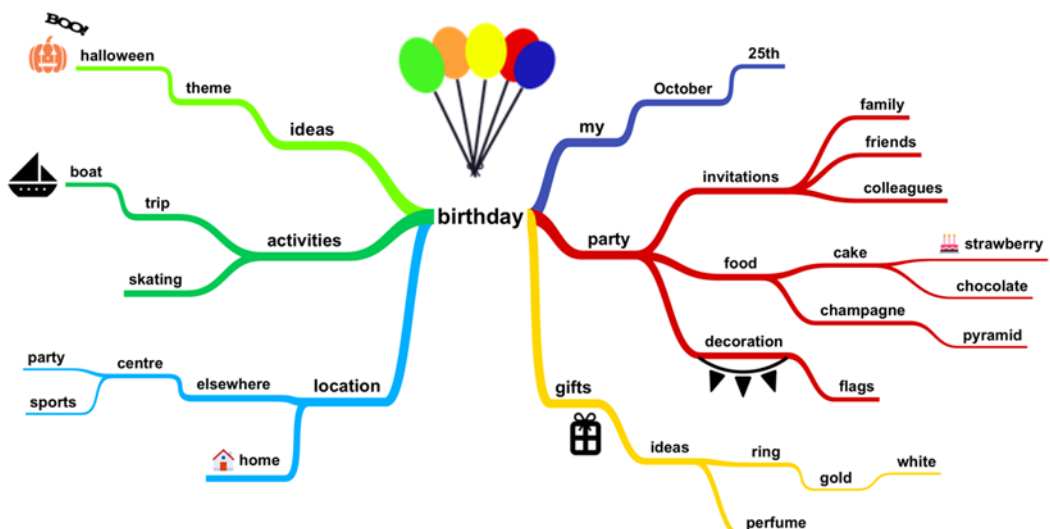 BOO!
halloween
theme
ideas
boat
trip
activities
skating
party
centre
sports
elsewhere
location
home
birthday
my
October
25th
party
invitations
family
friends
colleagues
food
cake
strawberry
chocolate
champagne
pyramid
decoration
flags
gifts
ideas
ring
gold
white
perfume